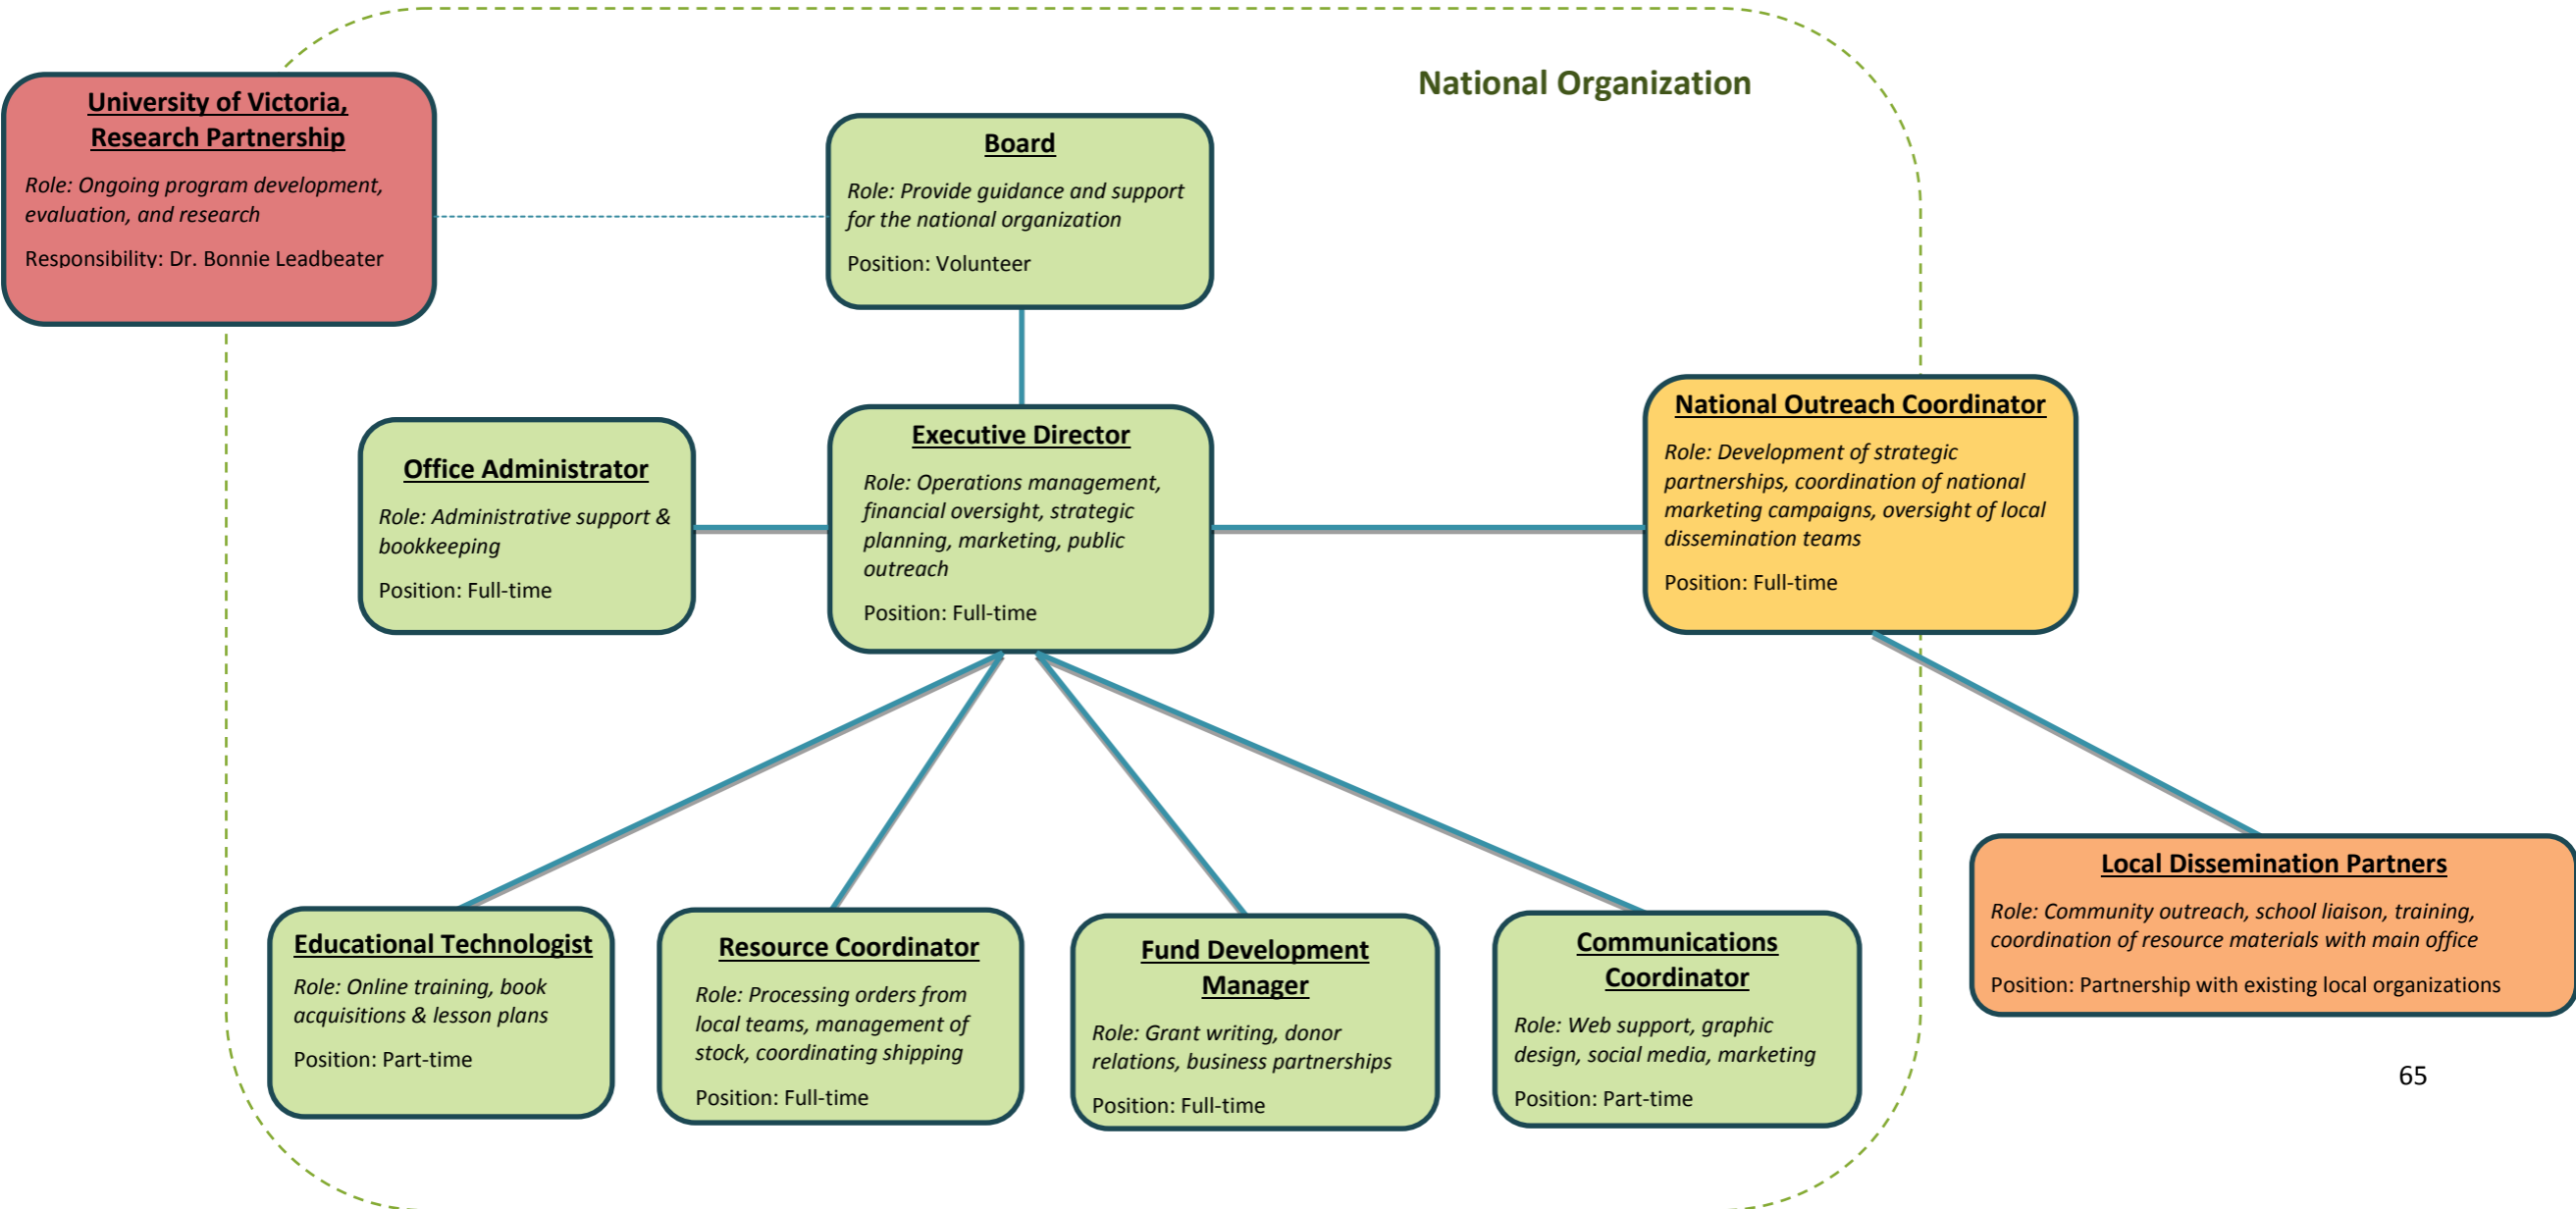 National Organization
University of Victoria,
Research Partnership
Role: Ongoing program development,
evaluation, and research
Responsibility: Dr. Bonnie Leadbeater
Board
Role: Provide guidance and support
for the national organization
Position: Volunteer
Office Administrator
Role: Administrative support &
bookkeeping
Position: Full-time
Executive Director
Role: Operations management,
financial oversight, strategic
planning, marketing, public
outreach
Position: Full-time
National Outreach Coordinator
Role: Development of strategic
partnerships, coordination of national
marketing campaigns, oversight of local
dissemination teams
Position: Full-time
Educational Technologist
Role: Online training, book
acquisitions & lesson plans
Position: Part-time
Resource Coordinator
Role: Processing orders from
local teams, management of
stock, coordinating shipping
Position: Full-time
Fund Development
Manager
Role: Grant writing, donor
relations, business partnerships
Position: Full-time
Communications
Coordinator
Role: Web support, graphic
design, social media, marketing
Position: Part-time
Local Dissemination Partners
Role: Community outreach, school liaison, training,
coordination of resource materials with main office
Position: Partnership with existing local organizations
65